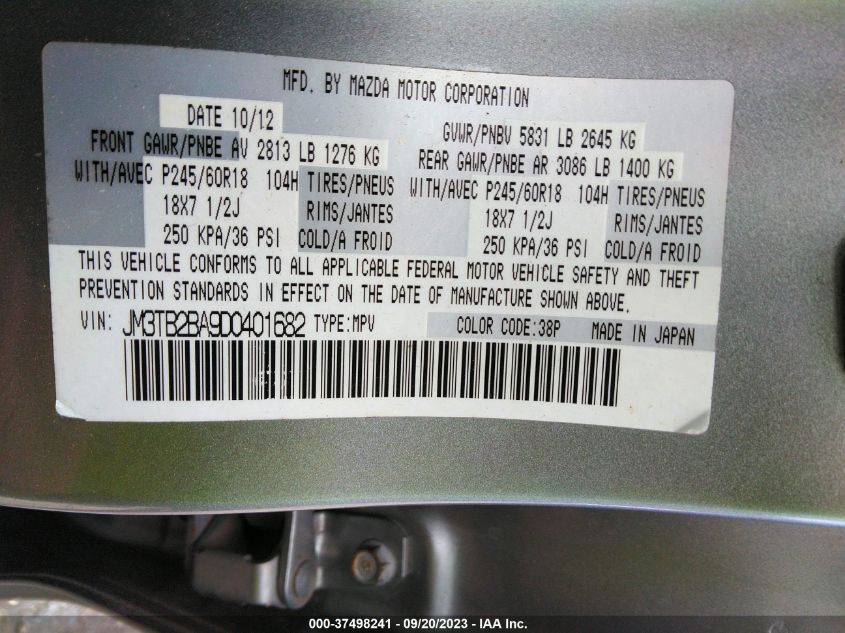 MFD. BY MAZDA MOTOR CORPORATION
DATE 10/12 GVWR/PNBV 5831 LB 2645 KG
FRONT GAWR/PNBE AV 2813 LB 1276 KG REAR GAWR/PNBE AR 3086 LB 1400 KG
WITH/AVEC P245/60R18 104H TIRES/PNEUS WITH/AVEC P245/60R18 104H TIRES/PNEUS
18X7 1/2J RIMS/JANTES 18X7 1/2J RIMS/JANTES
250 KPA/36 PSI COLD/A FROID 250 KPA/36 PSI COLD/A FROID
THIS VEHICLE CONFORMS TO ALL APPLICABLE FEDERAL MOTOR VEHICLE SAFETY AND THEFT
PREVENTION STANDARDS IN EFFECT ON THE DATE OF MANUFACTURE SHOWN ABOVE.
VIN: JM3TB2BA9D0401682 TYPE:MPV COLOR CODE:38P MADE IN JAPAN
000-37498241 - 09/20/2023 - IAA Inc.